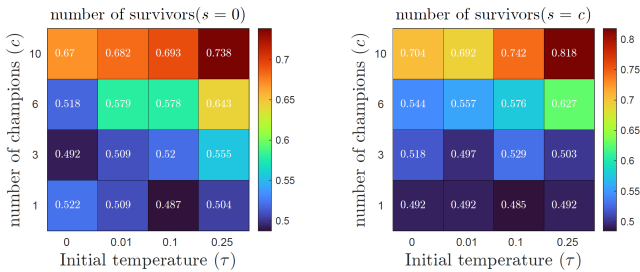 number of survivors(s = 0)
number of champions (c)
10 0.67 0.682 0.693 0.738
6 0.518 0.579 0.578 0.643
3 0.492 0.509 0.52 0.555
1 0.522 0.509 0.487 0.504
0 0.01 0.1 0.25
Initial temperature (τ)
0.7
0.65
0.6
0.55
0.5
number of survivors(s = c)
number of champions (c)
10 0.704 0.692 0.742 0.818
6 0.544 0.557 0.576 0.627
3 0.518 0.497 0.529 0.503
1 0.492 0.492 0.485 0.492
0 0.01 0.1 0.25
Initial temperature (τ)
0.8
0.75
0.7
0.65
0.6
0.55
0.5